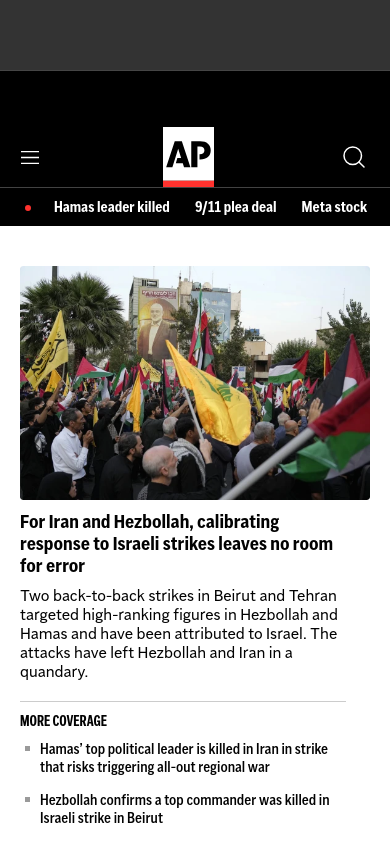 AP
Hamas leader killed
9/11 plea deal
Meta stock
For Iran and Hezbollah, calibrating
response to Israeli strikes leaves no room
for error
Two back-to-back strikes in Beirut and Tehran
targeted high-ranking figures in Hezbollah and
Hamas and have been attributed to Israel. The
attacks have left Hezbollah and Iran in a
quandary.
MORE COVERAGE
Hamas’ top political leader is killed in Iran in strike
that risks triggering all-out regional war
Hezbollah confirms a top commander was killed in
Israeli strike in Beirut